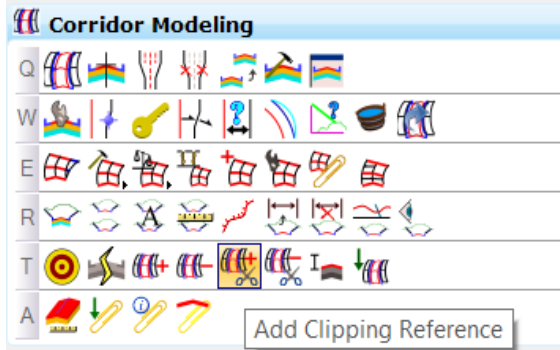 Corridor Modeling
Q
W
E
R
A
T
A
Add Clipping Reference